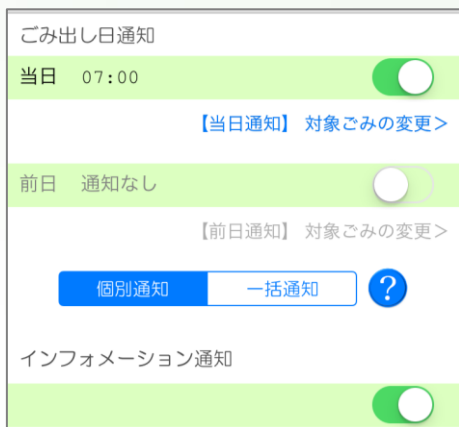 ごみ出し日通知
当日 07:00
【当日通知】 対象ごみの変更＞
前日 通知なし
【前日通知】 対象ごみの変更＞
個別通知 一括通知 ?
インフォメーション通知